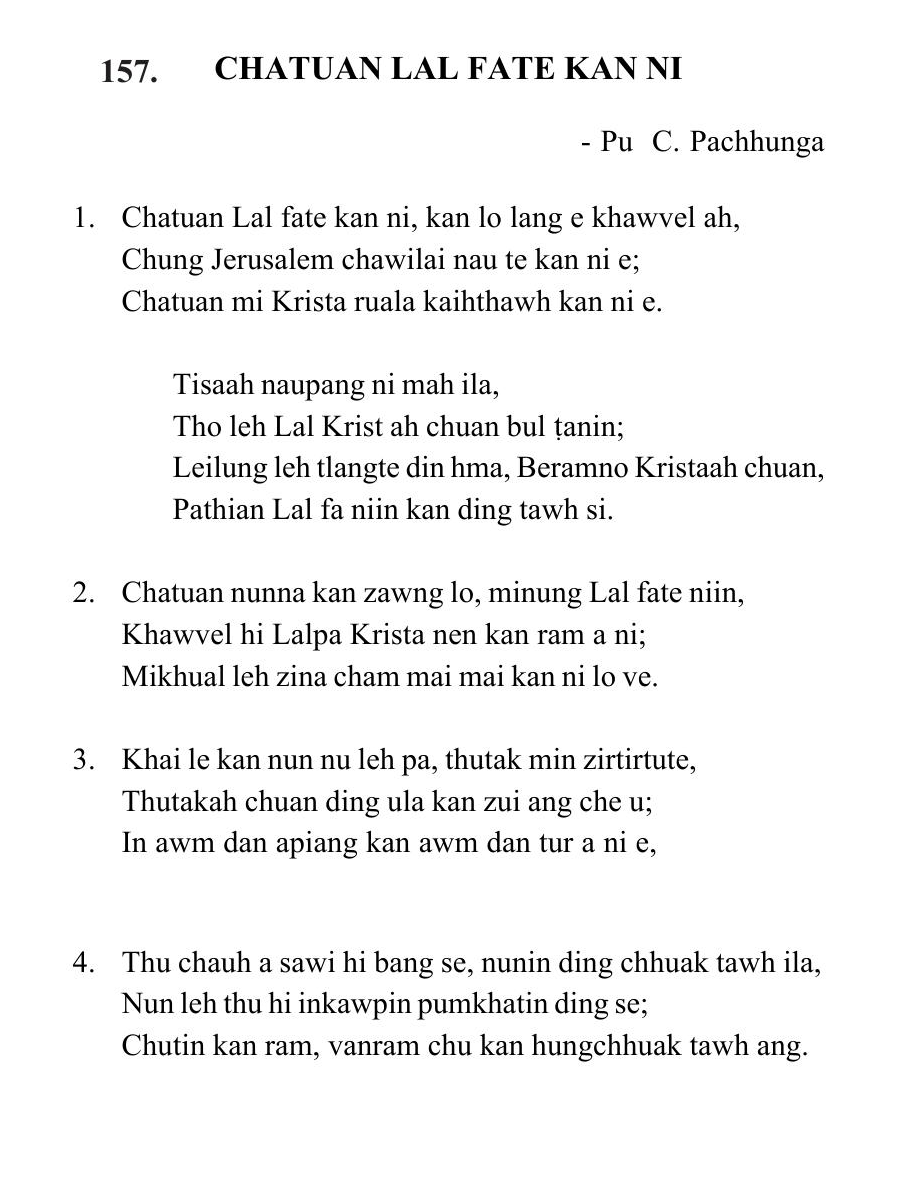 157. CHATUAN LAL FATE KAN NI
- Pu C. Pachhunga
1. Chatuan Lal fate kan ni, kan lo lang e khawvel ah,
Chung Jerusalem chawilai nau te kan ni e;
Chatuan mi Krista ruala kaihthawh kan ni e.
Tisaah naupang ni mah ila,
Tho leh Lal Krist ah chuan bul ṭanin;
Leilung leh tlangte din hma, Beramno Kristaah chuan,
Pathian Lal fa niin kan ding tawh si.
2. Chatuan nunna kan zawng lo, minung Lal fate niin,
Khawvel hi Lalpa Krista nen kan ram a ni;
Mikhual leh zina cham mai mai kan ni lo ve.
3. Khai le kan nun nu leh pa, thutak min zirtirtute,
Thutakah chuan ding ula kan zui ang che u;
In awm dan apiang kan awm dan tur a ni e,
4. Thu chauh a sawi hi bang se, nunin ding chhuak tawh ila,
Nun leh thu hi inkawpin pumkhatin ding se;
Chutin kan ram, vanram chu kan hungchhuak tawh ang.